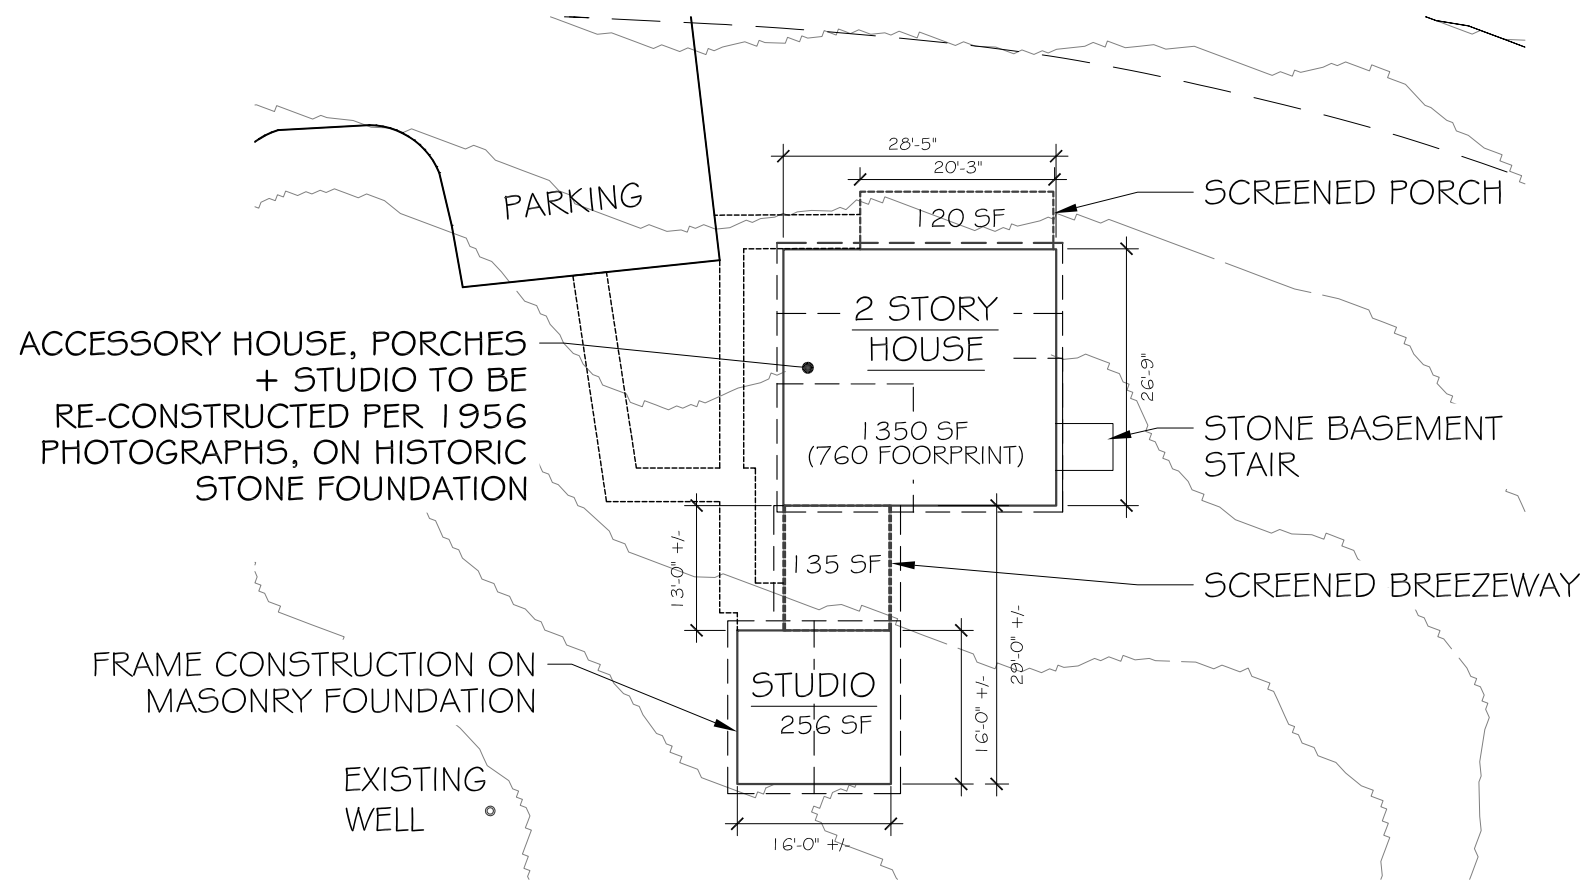 28'-5"
20'-3"
PARKING
SCREENED PORCH
120 SF
2 STORY
HOUSE
ACCESSORY HOUSE, PORCHES
+ STUDIO TO BE
RE-CONSTRUCTED PER 1956
PHOTOGRAPHS, ON HISTORIC
STONE FOUNDATION
26'-9"
1350 SF
(760 FOORPRINT)
STONE BASEMENT
STAIR
13'-0" +/-
135 SF
SCREENED BREEZEWAY
29'-0" +/-
FRAME CONSTRUCTION ON
MASONRY FOUNDATION
STUDIO
256 SF
16'-0" +/-
EXISTING
WELL
16'-0" +/-